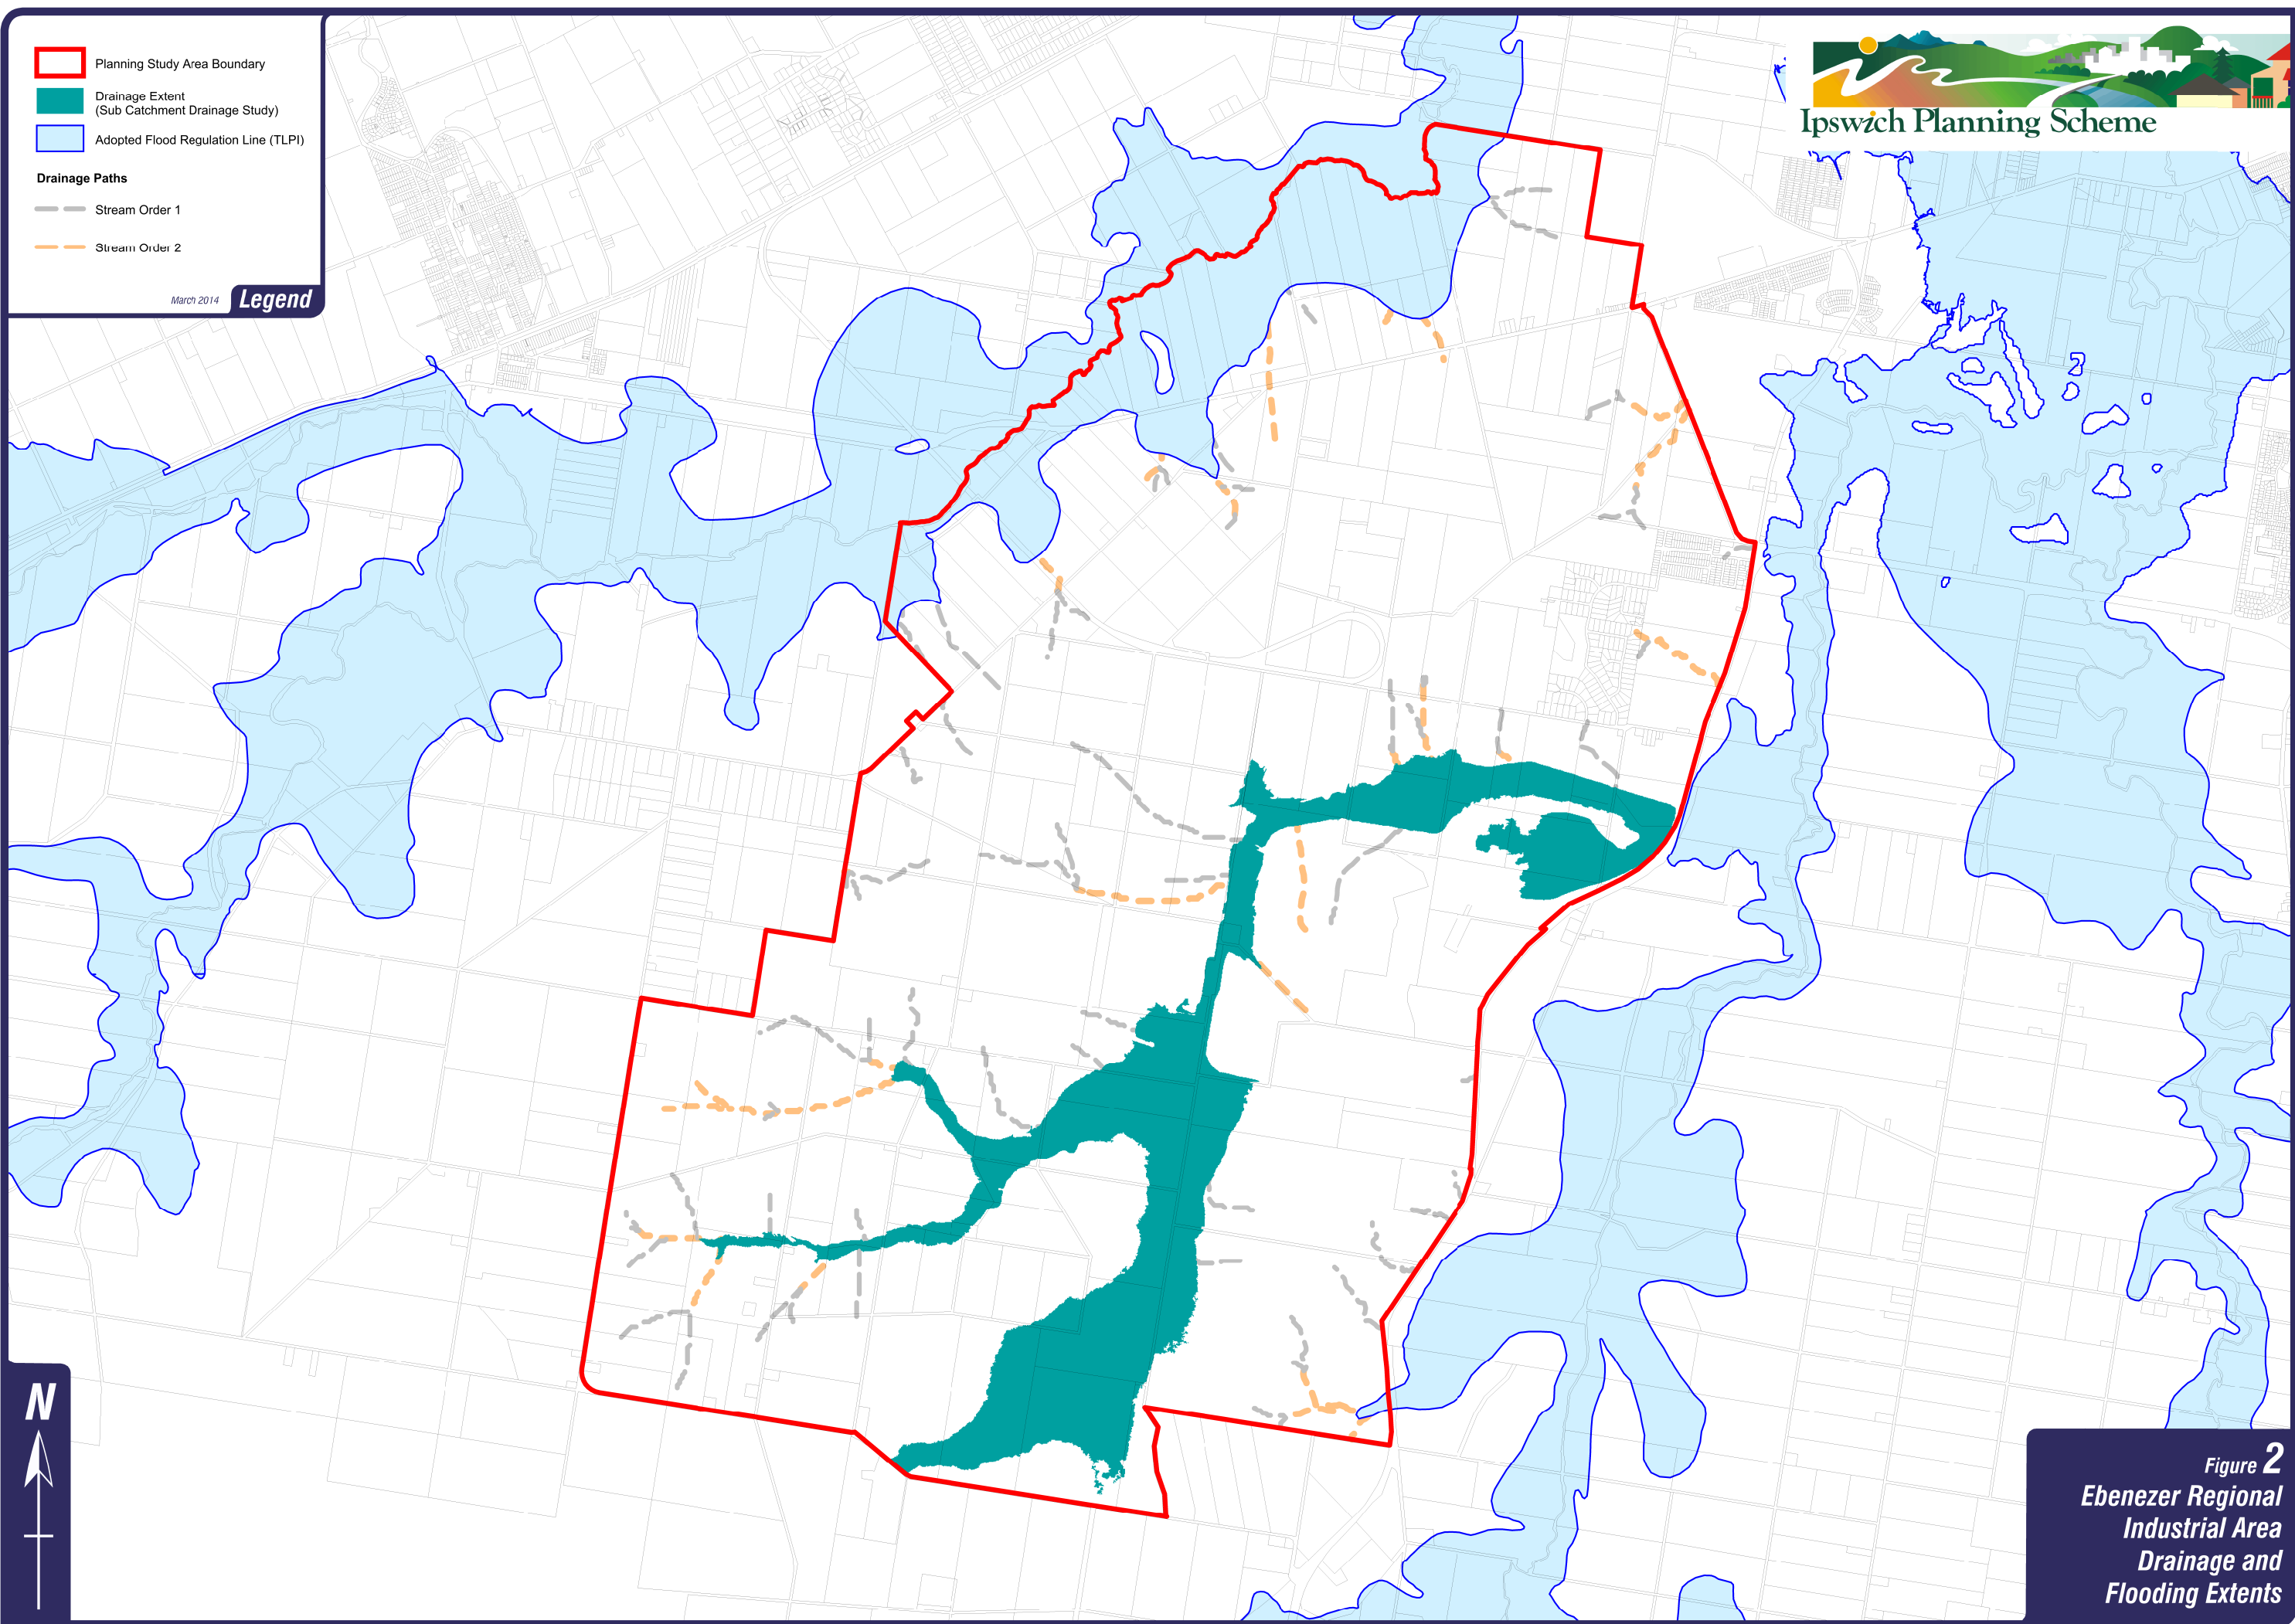 Planning Study Area Boundary
Drainage Extent
(Sub Catchment Drainage Study)
Adopted Flood Regulation Line (TLPI)
Drainage Paths
Stream Order 1
Stream Order 2
March 2014
Legend
Ipswich Planning Scheme
N
Figure 2
Ebenezer Regional
Industrial Area
Drainage and
Flooding Extents